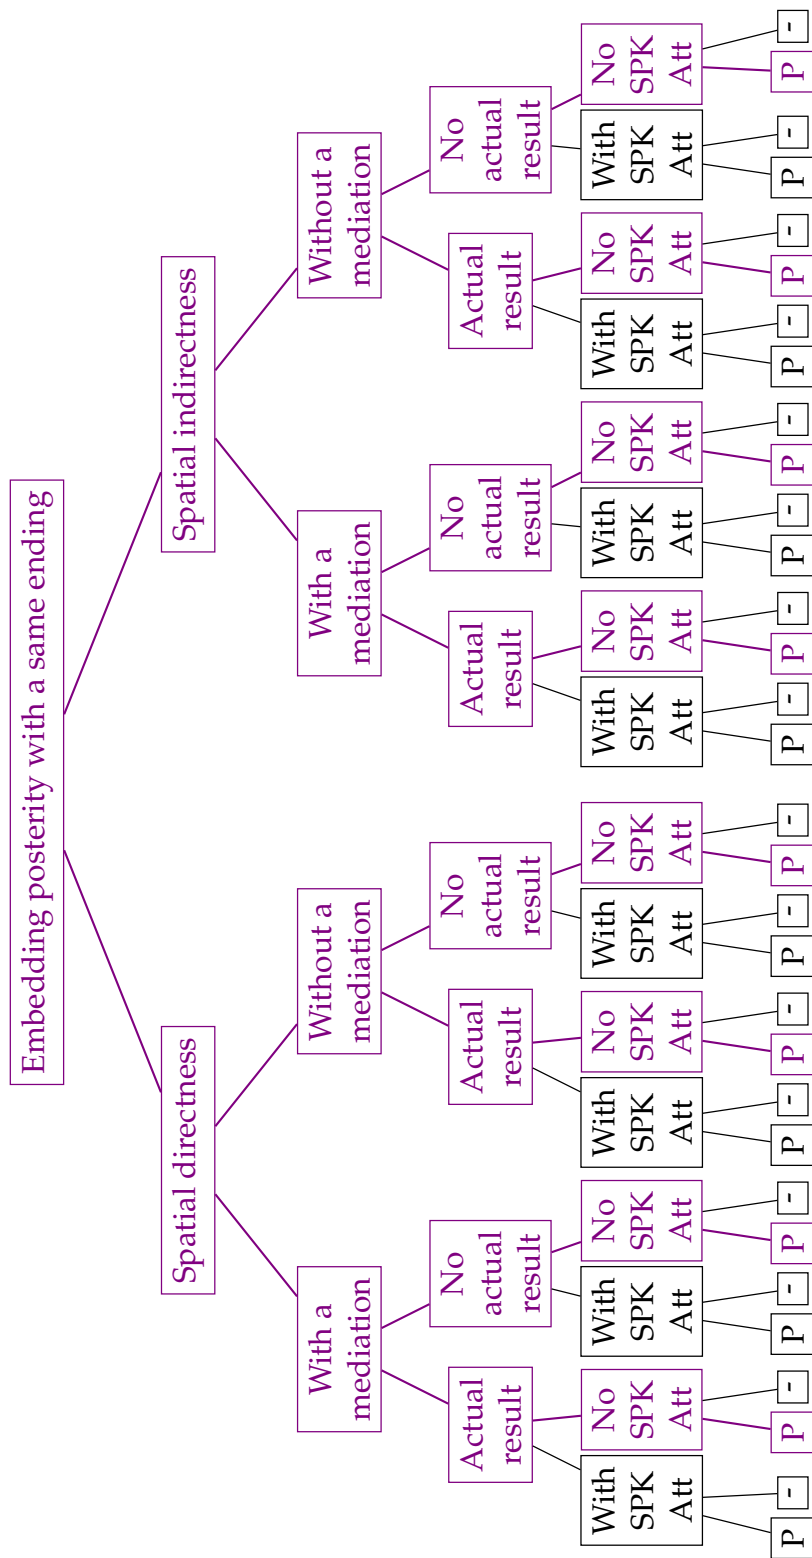 Embedding posterity with a same ending
Spatial directness
Spatial indirectness
With a
mediation
Without a
mediation
With a
mediation
Without a
mediation
Actual
result
No
actual
result
Actual
result
No
actual
result
Actual
result
No
actual
result
Actual
result
No
actual
result
With
SPK
Att
No
SPK
Att
With
SPK
Att
No
SPK
Att
With
SPK
Att
No
SPK
Att
With
SPK
Att
No
SPK
Att
With
SPK
Att
No
SPK
Att
With
SPK
Att
No
SPK
Att
With
SPK
Att
No
SPK
Att
With
SPK
Att
No
SPK
Att
P - P - P - P - P - P - P - P - P - P - P - P - P - P - P - P -